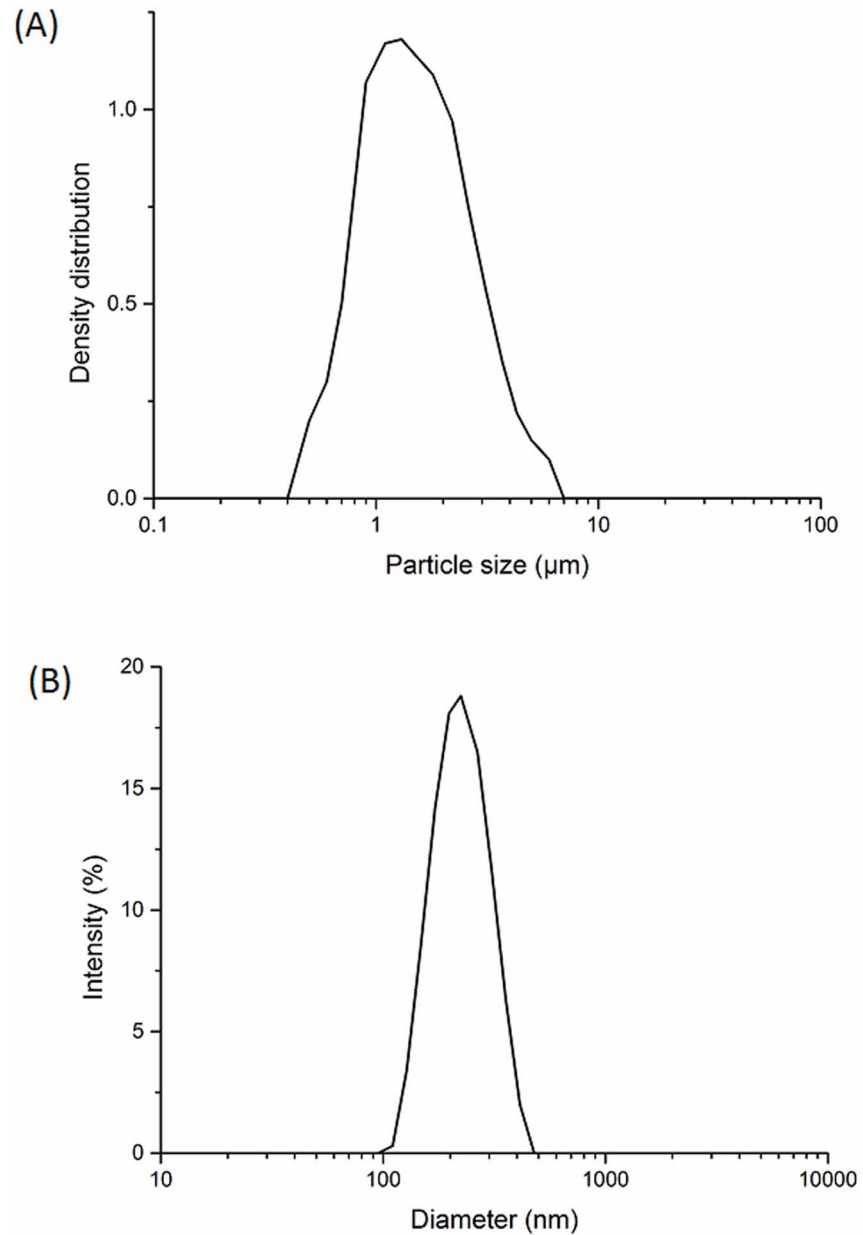 (A)
1.0
0.5
0.0
Density distribution
0.1 1 10 100
Particle size (µm)
(B)
20
15
10
5
0
Intensity (%)
10 100 1000 10000
Diameter (nm)